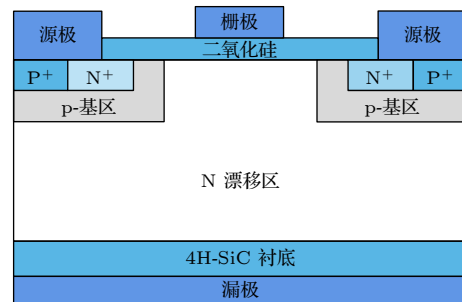 源极 栅极 源极
二氧化硅
P+ N+ N+ P+
p-基区 p-基区
N 漂移区
4H-SiC 衬底
漏极